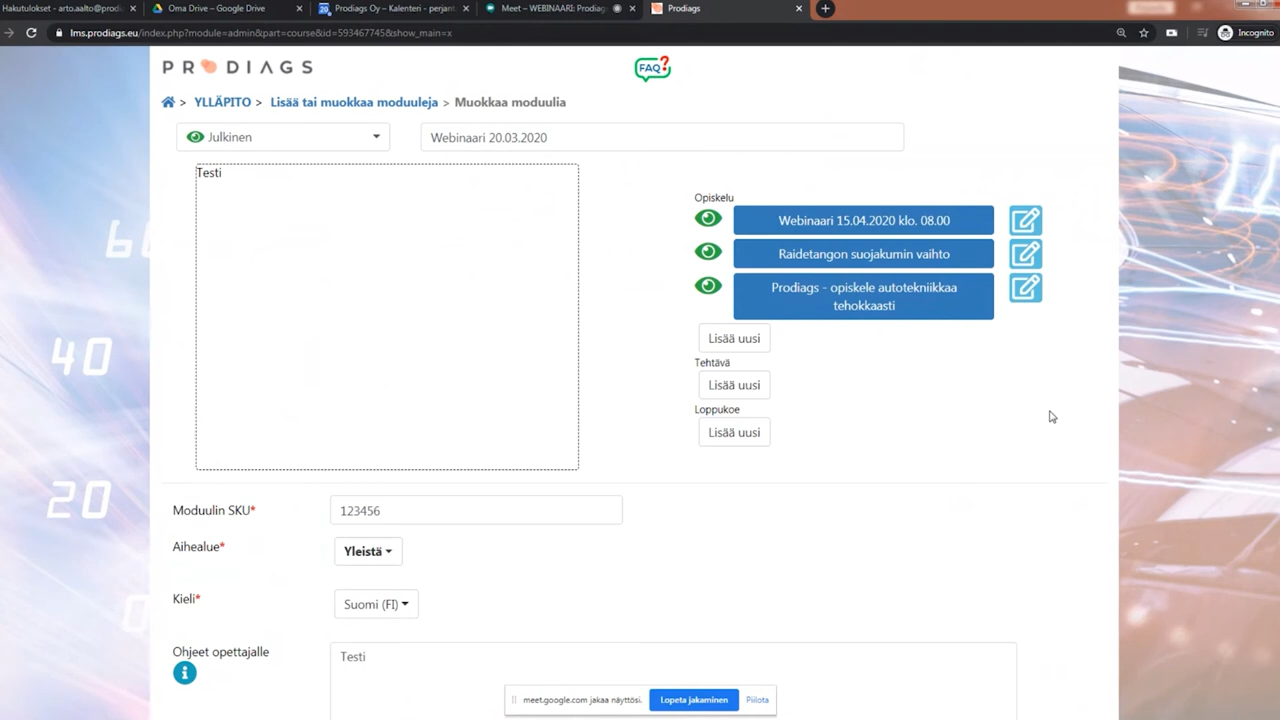 Hakutulokset - arto.aalto@prodi
Oma Drive – Google Drive
Prodiags Oy – Kalenteri - perjant
Meet – WEBINAARI: Prodiag
Prodiags
lms.prodiags.eu/index.php?module=admin&part=course&id=593467745&show_main=x
Incognito
PRODIAGS
FAQ?
> YLLÄPITO > Lisää tai muokkaa moduuleja > Muokkaa moduulia
Julkinen
Webinaari 20.03.2020
Testi
Opiskelu
Webinaari 15.04.2020 klo. 08.00
Raidetangon suojakumin vaihto
Prodiags - opiskele autotekniikkaa
tehokkaasti
Lisää uusi
Tehtävä
Lisää uusi
Loppukoe
Lisää uusi
40
20
Moduulin SKU*
123456
Aihealue*
Yleistä
Kieli*
Suomi (FI)
Ohjeet opettajalle
Testi
meet.google.com jakaa näyttösi.
Lopeta jakaminen
Piilota